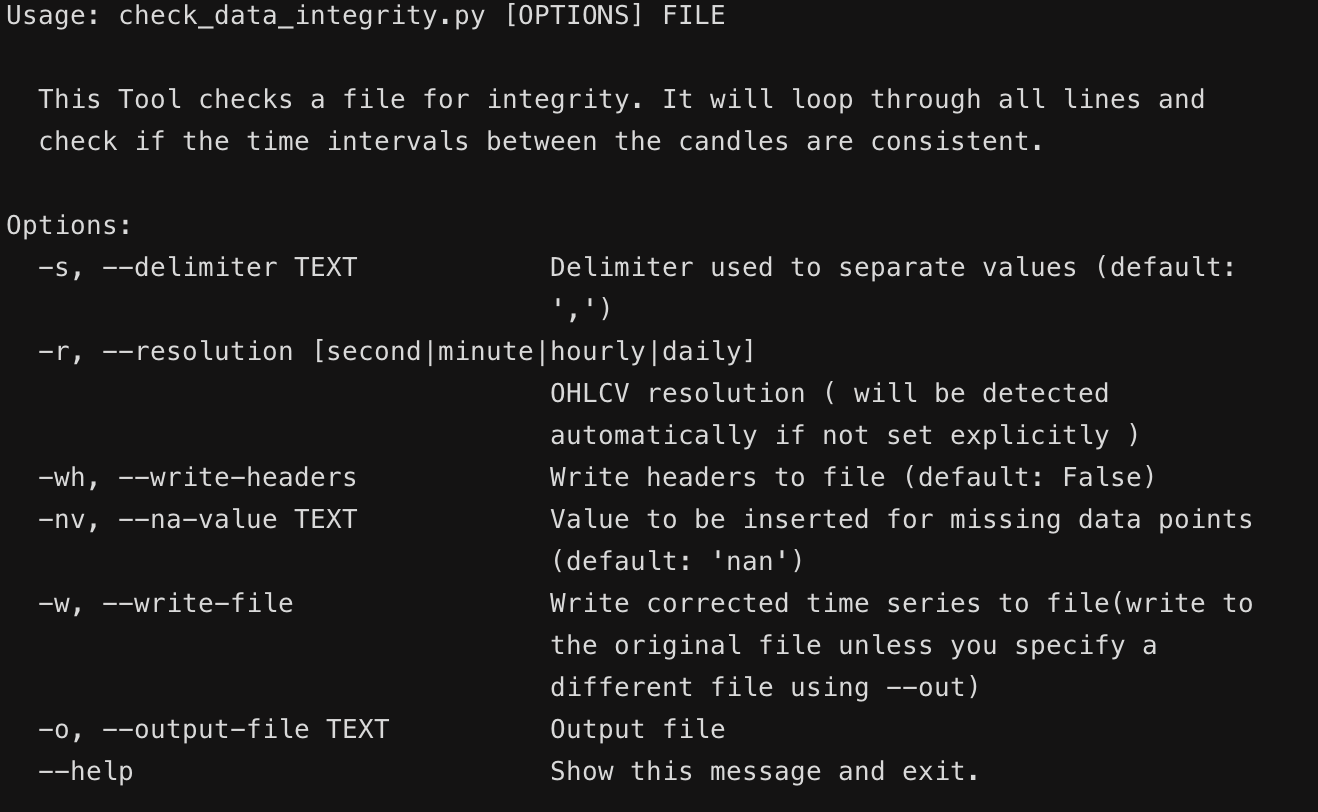 Usage: check_data_integrity.py [OPTIONS] FILE
This Tool checks a file for integrity. It will loop through all lines and
check if the time intervals between the candles are consistent.
Options:
-s, --delimiter TEXT Delimiter used to separate values (default:
',')
-r, --resolution [second|minute|hourly|daily]
OHLCV resolution ( will be detected
automatically if not set explicitly )
-wh, --write-headers Write headers to file (default: False)
-nv, --na-value TEXT Value to be inserted for missing data points
(default: 'nan')
-w, --write-file Write corrected time series to file(write to
the original file unless you specify a
different file using --out)
-o, --output-file TEXT Output file
--help Show this message and exit.